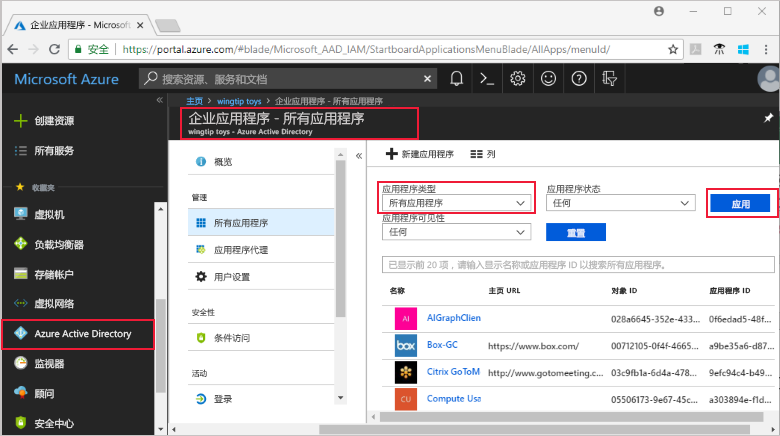 企业应用程序 - Microsoft
安全 | https://portal.azure.com/#blade/Microsoft_AAD_IAM/StartboardApplicationsMenuBlade/AllApps/menuId/
Microsoft Azure
搜索资源、服务和文档
主页 > wingtip toys > 企业应用程序 - 所有应用程序
企业应用程序 - 所有应用程序
wingtip toys - Azure Active Directory
创建资源
所有服务
收藏夹
虚拟机
负载均衡器
存储帐户
虚拟网络
Azure Active Directory
监视器
顾问
安全中心
概览
管理
所有应用程序
应用程序代理
用户设置
安全性
条件访问
活动
登录
新建应用程序 列
应用程序类型 应用程序状态
所有应用程序 任何 应用
应用程序可见性
任何 重置
已显示前 20 项，请输入显示名称或应用程序 ID 以搜索所有应用程序。
名称 主页 URL 对象 ID 应用程序 ID
AI AIGraphClien 028a6645-352e-433... 0f6edad5-48f...
box Box-GC https://www.box.com/ 00712105-0f4f-4665... a9be35a6-d87...
Citrix GoToM http://www.gotomeeting.c... 03c9fb1a-6d4a-478... 9efc94c4-b49...
CU Compute Usa 05506173-9e67-45c... a303894e-f1d...